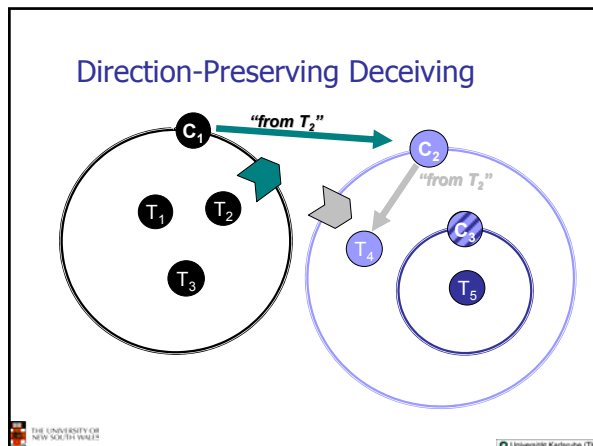 Direction-Preserving Deceiving
C1 “from T2” C2
“from T2”
T1 T2 C3
T4
T3 T5
THE UNIVERSITY OF
NEW SOUTH WALES
Universität Karlsruhe (TH